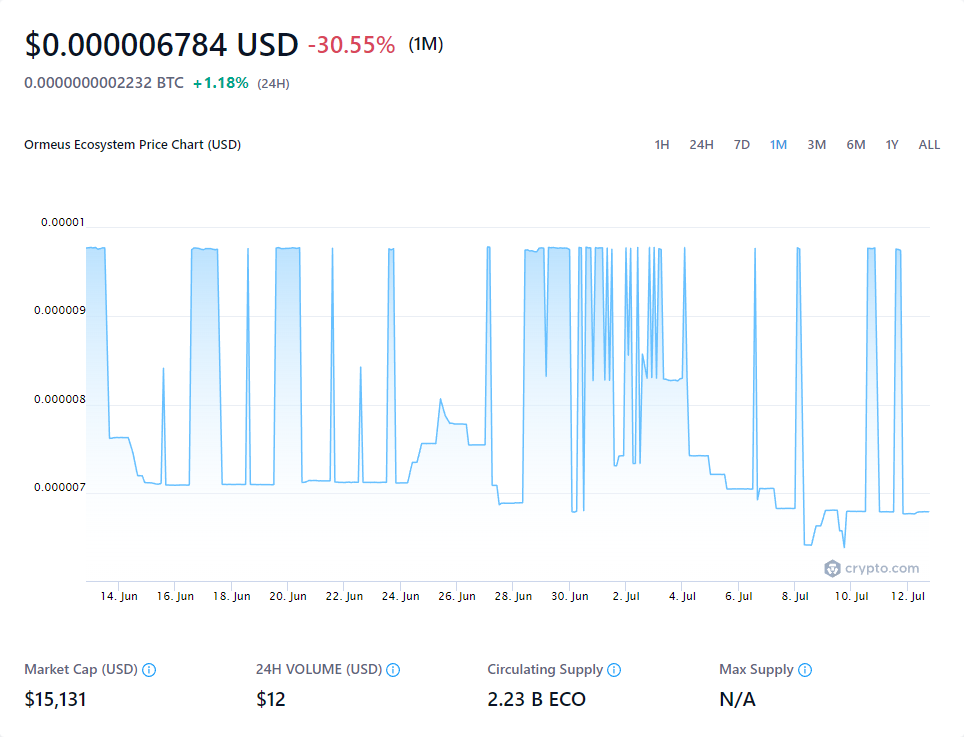 $0.000006784 USD -30.55% (1M)
0.0000000002232 BTC +1.18% (24H)
Ormeus Ecosystem Price Chart (USD) 1H 24H 7D 1M 3M 6M 1Y ALL
0.00001
0.000009
0.000008
0.000007
crypto.com
14. Jun 16. Jun 18. Jun 20. Jun 22. Jun 24. Jun 26. Jun 28. Jun 30. Jun 2. Jul 4. Jul 6. Jul 8. Jul 10. Jul 12. Jul
Market Cap (USD) 24H VOLUME (USD) Circulating Supply Max Supply
$15,131 $12 2.23 B ECO N/A